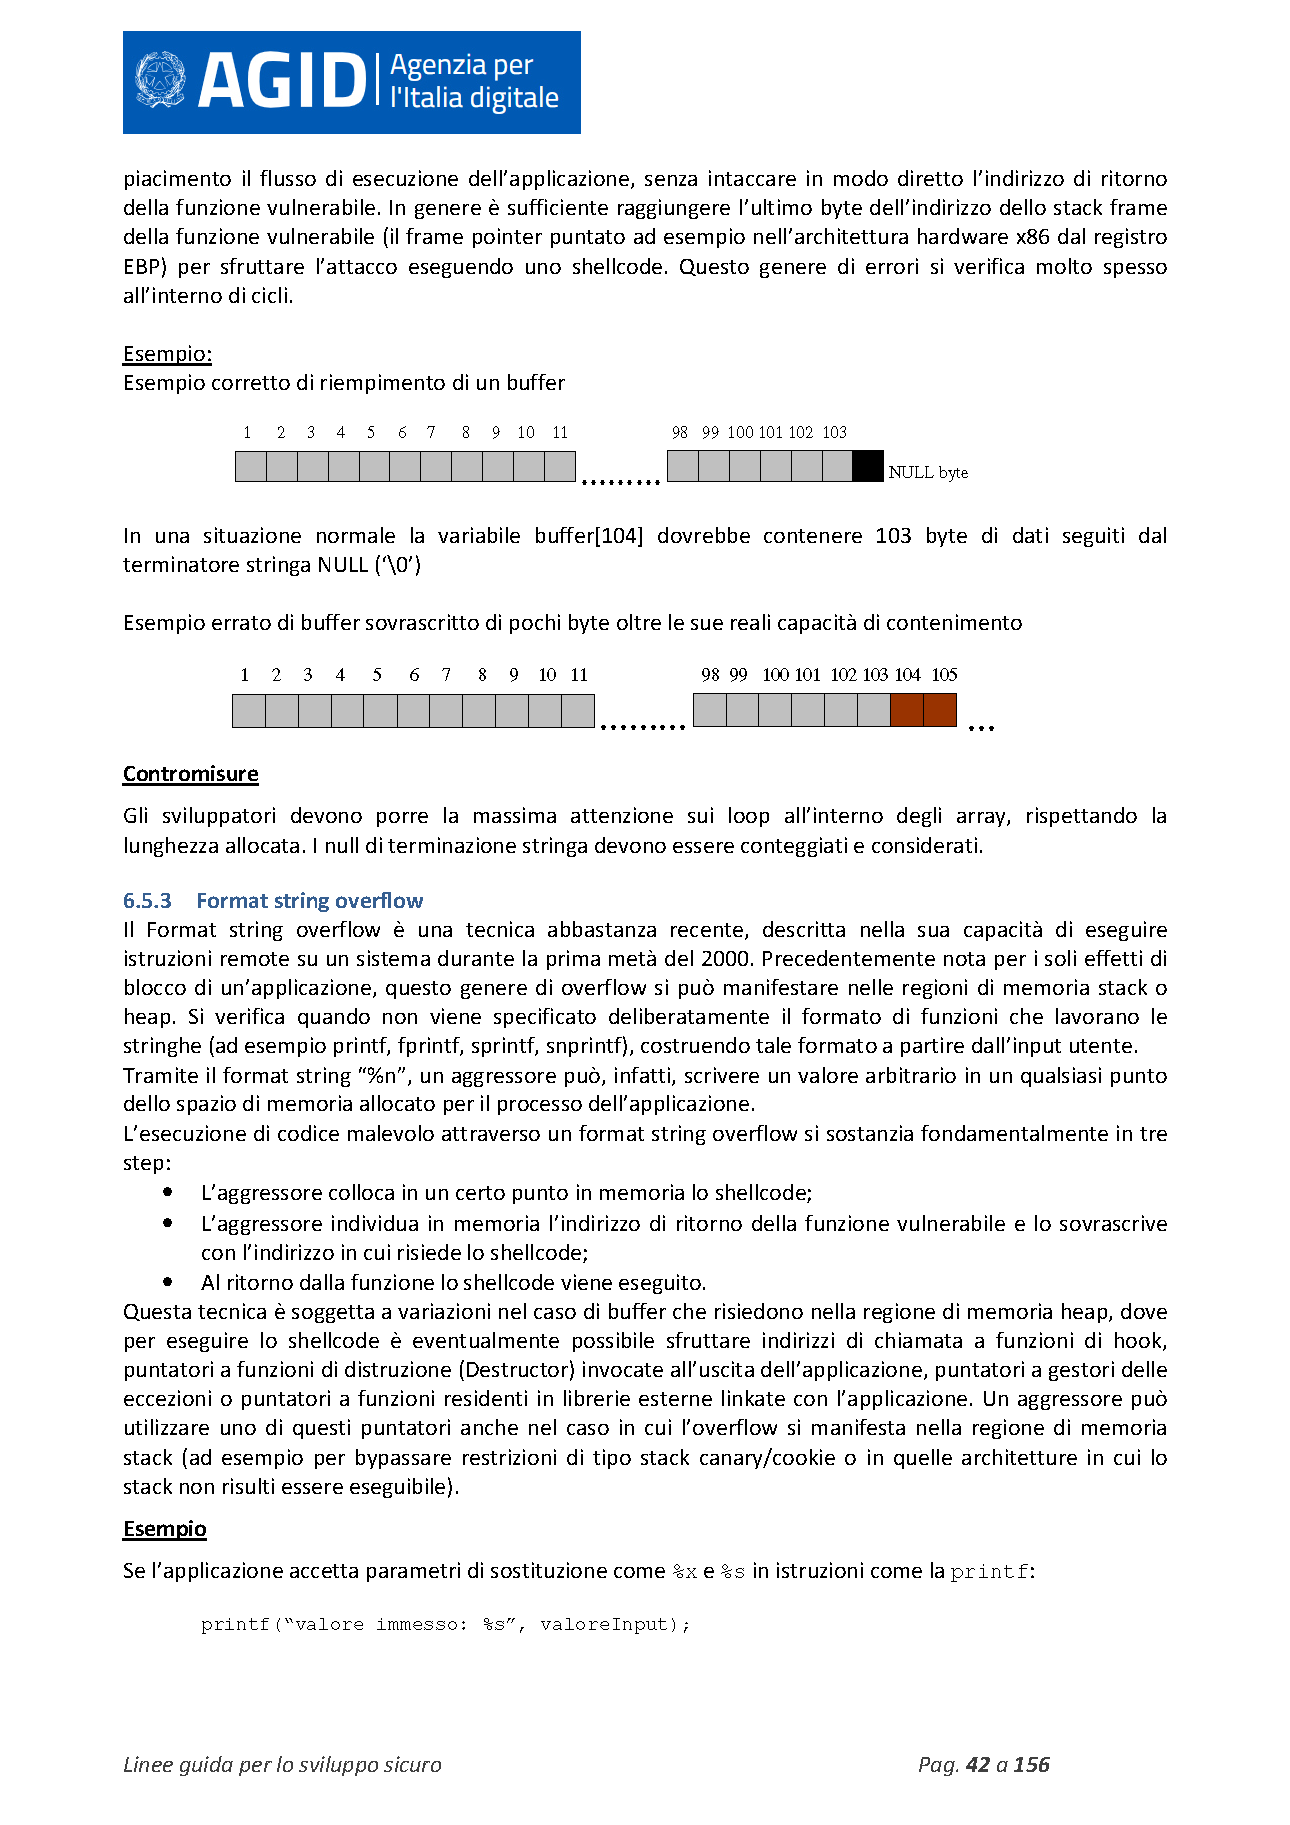 AGID Agenzia per
l'Italia digitale
piacimento il flusso di esecuzione dell’applicazione, senza intaccare in modo diretto l’indirizzo di ritorno
della funzione vulnerabile. In genere è sufficiente raggiungere l’ultimo byte dell’indirizzo dello stack frame
della funzione vulnerabile (il frame pointer puntato ad esempio nell’architettura hardware x86 dal registro
EBP) per sfruttare l’attacco eseguendo uno shellcode. Questo genere di errori si verifica molto spesso
all’interno di cicli.
Esempio:
Esempio corretto di riempimento di un buffer
1 2 3 4 5 6 7 8 9 10 11 98 99 100 101 102 103
......... NULL byte
In una situazione normale la variabile buffer[104] dovrebbe contenere 103 byte di dati seguiti dal
terminatore stringa NULL (‘\0’)
Esempio errato di buffer sovrascritto di pochi byte oltre le sue reali capacità di contenimento
1 2 3 4 5 6 7 8 9 10 11 98 99 100 101 102 103 104 105
......... ...
Contromisure
Gli sviluppatori devono porre la massima attenzione sui loop all’interno degli array, rispettando la
lunghezza allocata. I null di terminazione stringa devono essere conteggiati e considerati.
6.5.3 Format string overflow
Il Format string overflow è una tecnica abbastanza recente, descritta nella sua capacità di eseguire
istruzioni remote su un sistema durante la prima metà del 2000. Precedentemente nota per i soli effetti di
blocco di un’applicazione, questo genere di overflow si può manifestare nelle regioni di memoria stack o
heap. Si verifica quando non viene specificato deliberatamente il formato di funzioni che lavorano le
stringhe (ad esempio printf, fprintf, sprintf, snprintf), costruendo tale formato a partire dall’input utente.
Tramite il format string “%n”, un aggressore può, infatti, scrivere un valore arbitrario in un qualsiasi punto
dello spazio di memoria allocato per il processo dell’applicazione.
L’esecuzione di codice malevolo attraverso un format string overflow si sostanzia fondamentalmente in tre
step:
• L’aggressore colloca in un certo punto in memoria lo shellcode;
• L’aggressore individua in memoria l’indirizzo di ritorno della funzione vulnerabile e lo sovrascrive
con l’indirizzo in cui risiede lo shellcode;
• Al ritorno dalla funzione lo shellcode viene eseguito.
Questa tecnica è soggetta a variazioni nel caso di buffer che risiedono nella regione di memoria heap, dove
per eseguire lo shellcode è eventualmente possibile sfruttare indirizzi di chiamata a funzioni di hook,
puntatori a funzioni di distruzione (Destructor) invocate all’uscita dell’applicazione, puntatori a gestori delle
eccezioni o puntatori a funzioni residenti in librerie esterne linkate con l’applicazione. Un aggressore può
utilizzare uno di questi puntatori anche nel caso in cui l’overflow si manifesta nella regione di memoria
stack (ad esempio per bypassare restrizioni di tipo stack canary/cookie o in quelle architetture in cui lo
stack non risulti essere eseguibile).
Esempio
Se l’applicazione accetta parametri di sostituzione come %x e %s in istruzioni come la printf:
printf(“valore immesso: %s”, valoreInput);
Linee guida per lo sviluppo sicuro Pag. 42 a 156